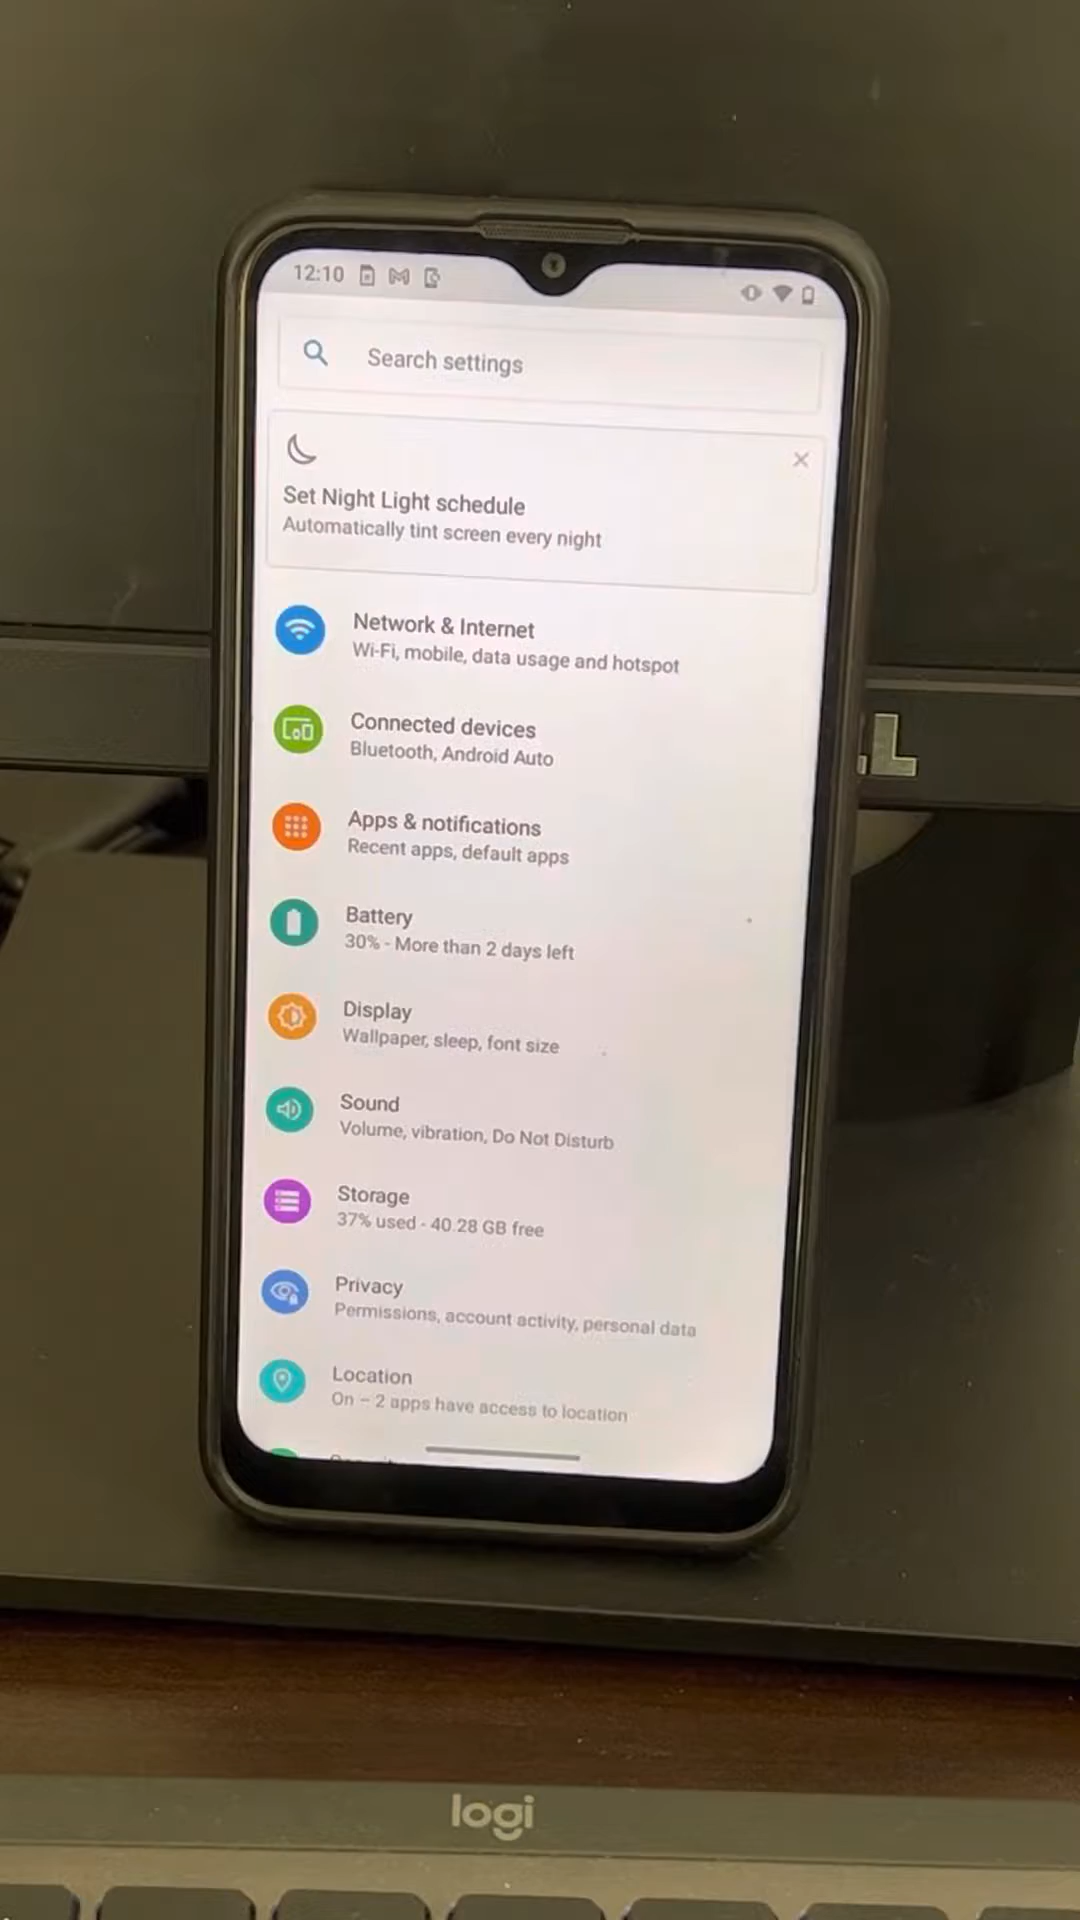 12:10
Search settings
Set Night Light schedule
Automatically tint screen every night
Network & Internet
Wi-Fi, mobile, data usage and hotspot
Connected devices
Bluetooth, Android Auto
Apps & notifications
Recent apps, default apps
Battery
30% - More than 2 days left
Display
Wallpaper, sleep, font size
Sound
Volume, vibration, Do Not Disturb
Storage
37% used - 40.28 GB free
Privacy
Permissions, account activity, personal data
Location
On – 2 apps have access to location
L
logi